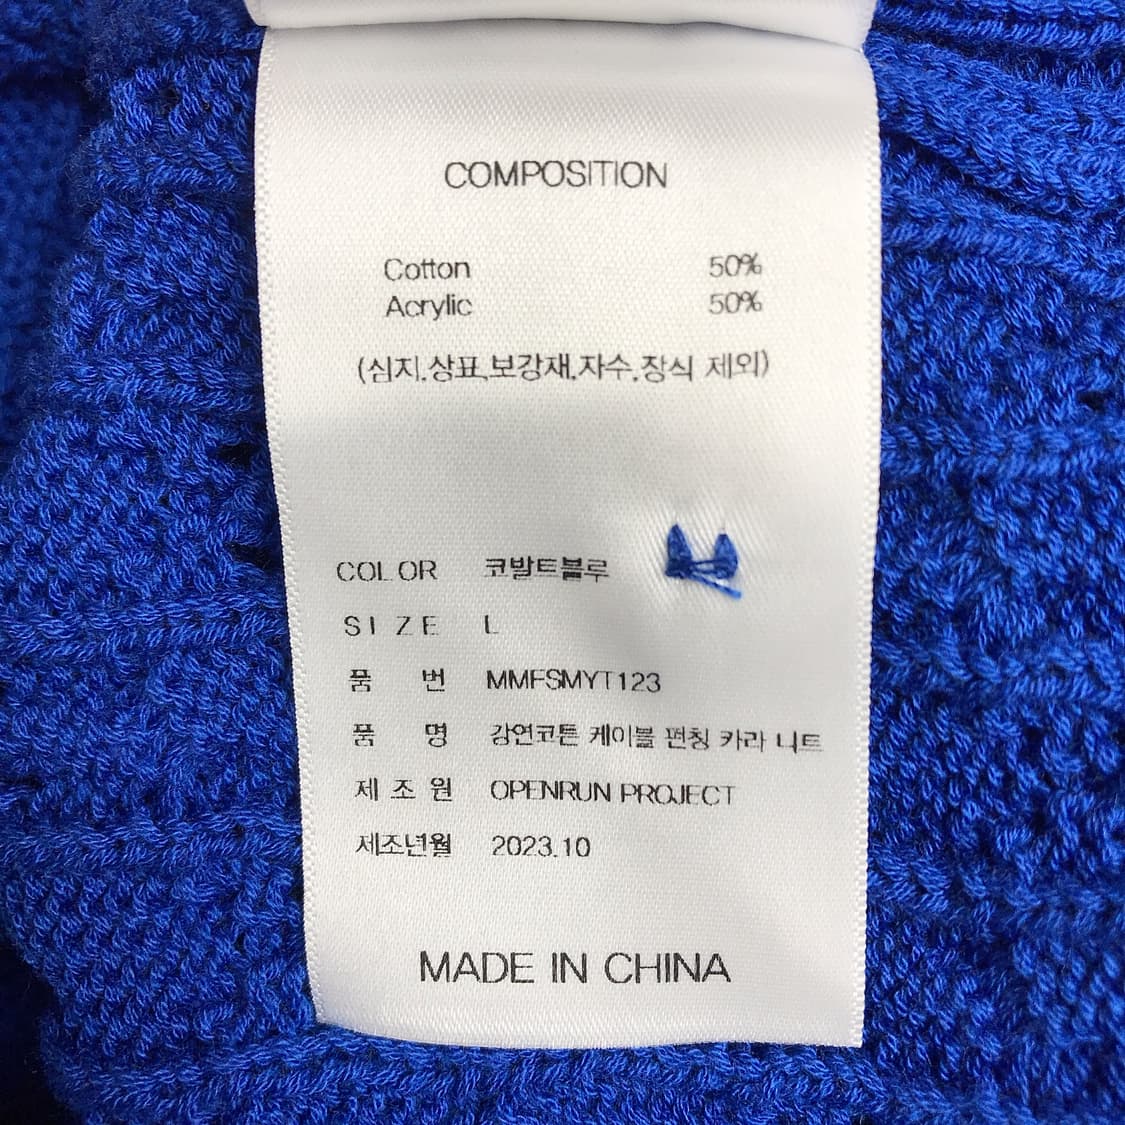 COMPOSITION
Cotton 50%
Acrylic 50%
(심지.상표.보강재.자수.장식 제외)
COLOR 코발트블루
SIZE L
품 번 MMFSMYT123
품 명 강연코튼 케이블 펀칭 카라 니트
제 조 원 OPENRUN PROJECT
제조년월 2023.10
MADE IN CHINA